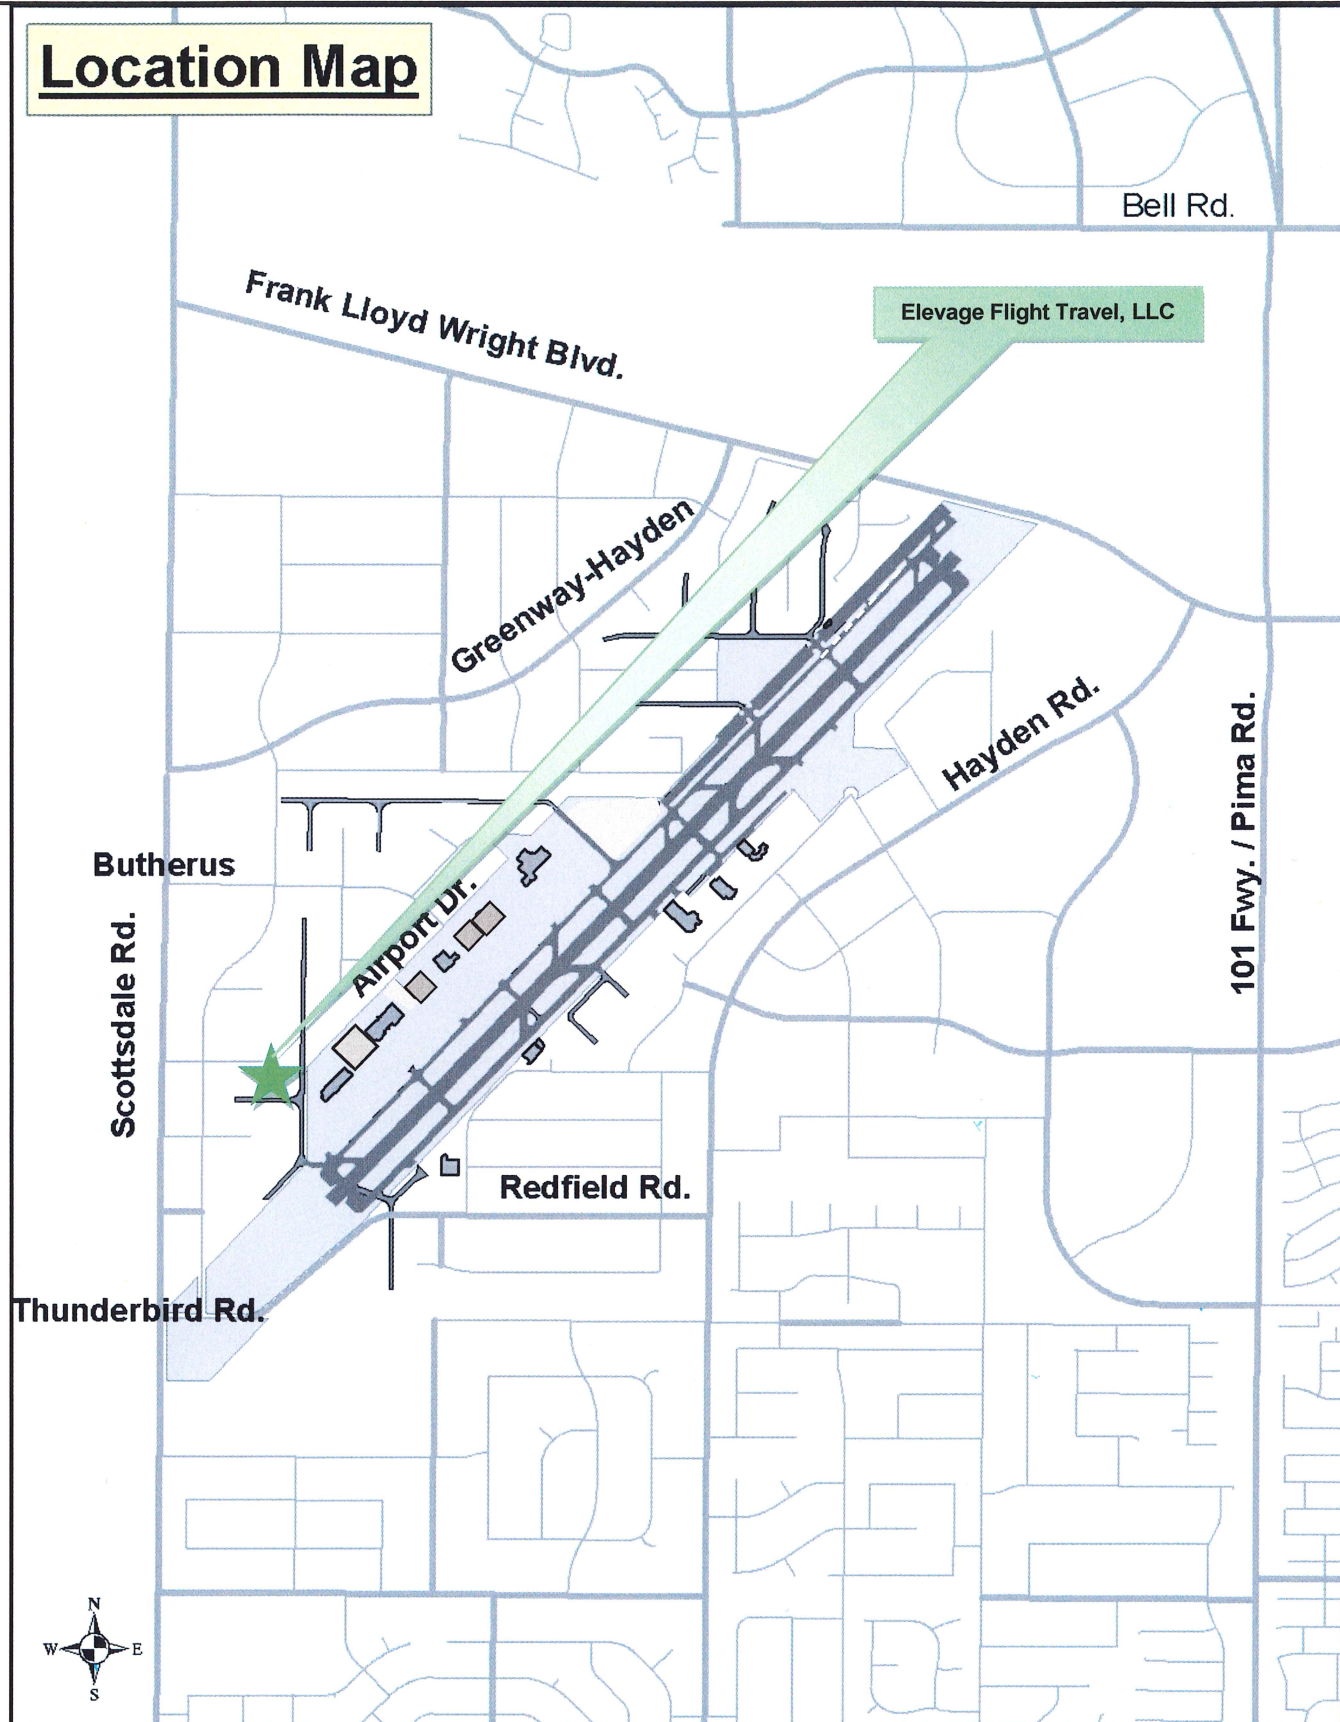 Location Map
Bell Rd.
Frank Lloyd Wright Blvd.
Elevage Flight Travel, LLC
Greenway-Hayden
Hayden Rd.
101 Fwy. / Pima Rd.
Butherus
Airport Dr.
Scottsdale Rd.
Redfield Rd.
Thunderbird Rd.
N
W E
S